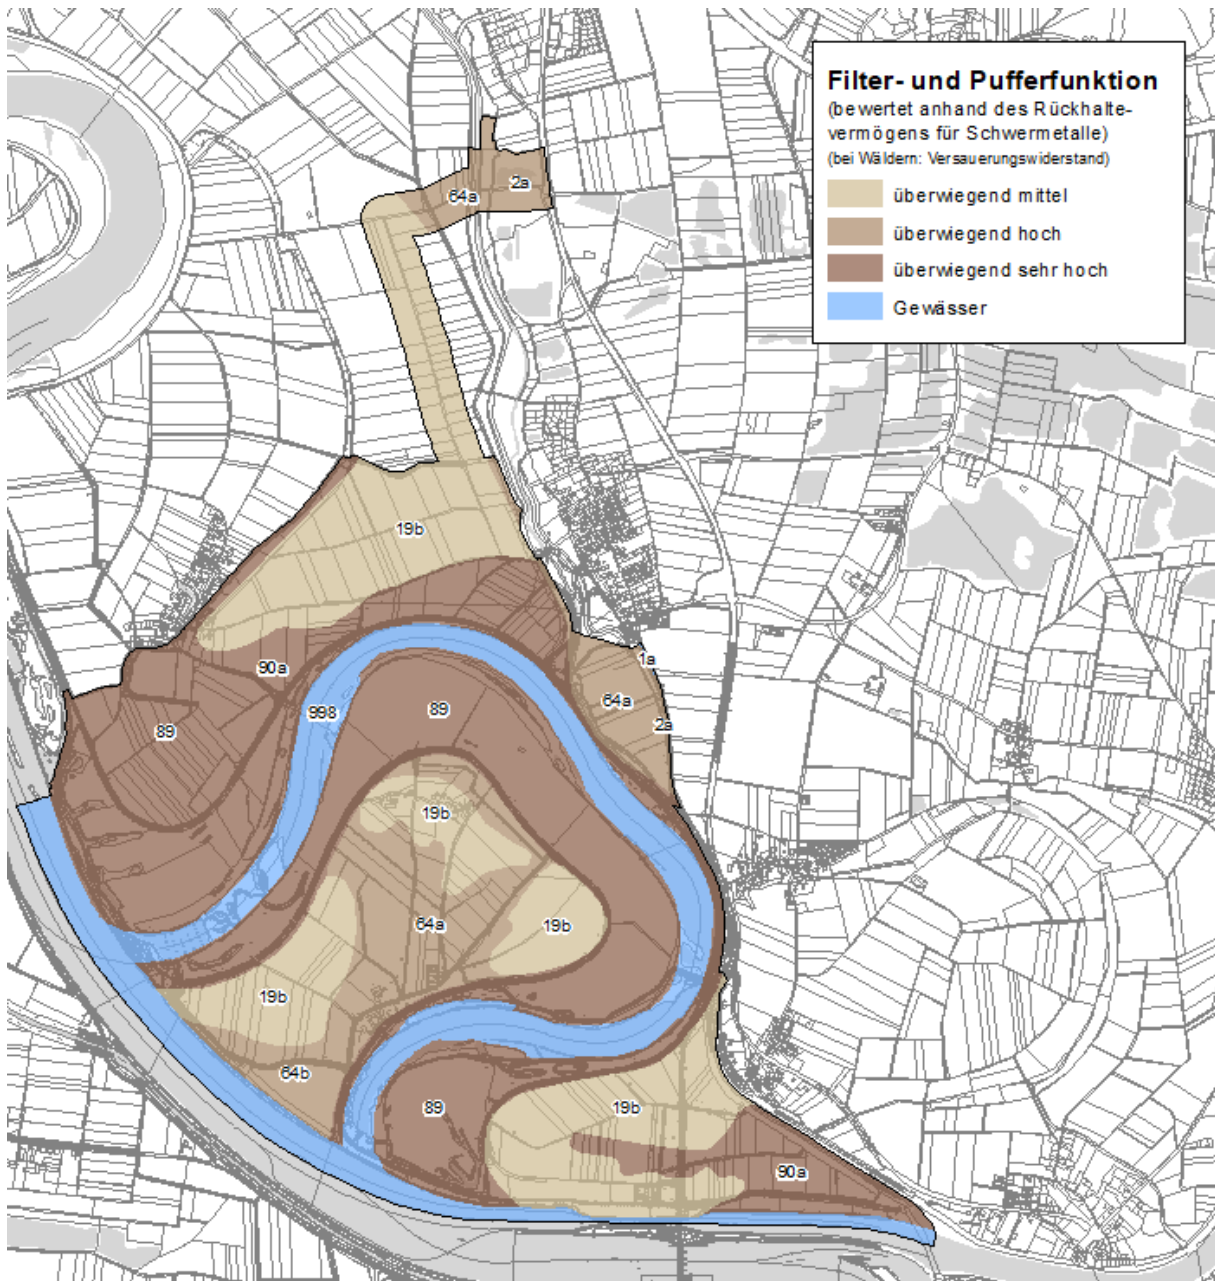 Filter- und Pufferfunktion
(bewertet anhand des Rückhalte-
vermögens für Schwermetalle)
(bei Wäldern: Versauerungswiderstand)
überwiegend mittel
überwiegend hoch
überwiegend sehr hoch
Gewässer
2a
64a
19b
1a
90a
64a
998
89
2a
89
19b
64a
19b
19b
64b
89
19b
90a